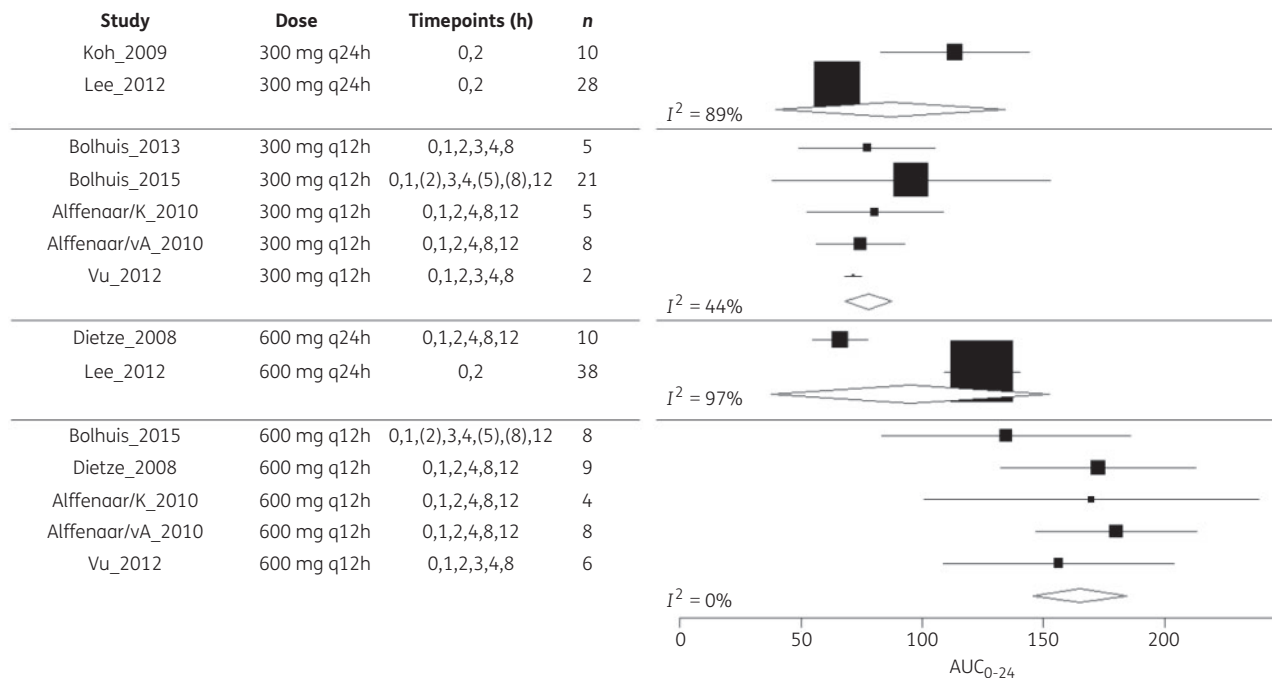 Study Dose Timepoints (h) n
Koh_2009 300 mg q24h 0,2 10
Lee_2012 300 mg q24h 0,2 28
I² = 89%
Bolhuis_2013 300 mg q12h 0,1,2,3,4,8 5
Bolhuis_2015 300 mg q12h 0,1,(2),3,4,(5),(8),12 21
Alffenaar/K_2010 300 mg q12h 0,1,2,4,8,12 5
Alffenaar/vA_2010 300 mg q12h 0,1,2,4,8,12 8
Vu_2012 300 mg q12h 0,1,2,3,4,8 2
I² = 44%
Dietze_2008 600 mg q24h 0,1,2,4,8,12 10
Lee_2012 600 mg q24h 0,2 38
I² = 97%
Bolhuis_2015 600 mg q12h 0,1,(2),3,4,(5),(8),12 8
Dietze_2008 600 mg q12h 0,1,2,4,8,12 9
Alffenaar/K_2010 600 mg q12h 0,1,2,4,8,12 4
Alffenaar/vA_2010 600 mg q12h 0,1,2,4,8,12 8
Vu_2012 600 mg q12h 0,1,2,3,4,8 6
I² = 0%
0 50 100 150 200
AUC0-24